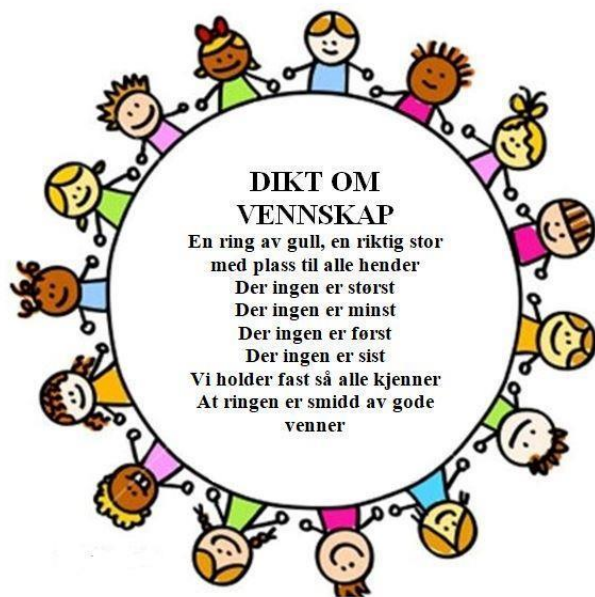 DIKT OM
VENNSKAP
En ring av gull, en riktig stor
med plass til alle hender
Der ingen er størst
Der ingen er minst
Der ingen er først
Der ingen er sist
Vi holder fast så alle kjenner
At ringen er smidd av gode
venner